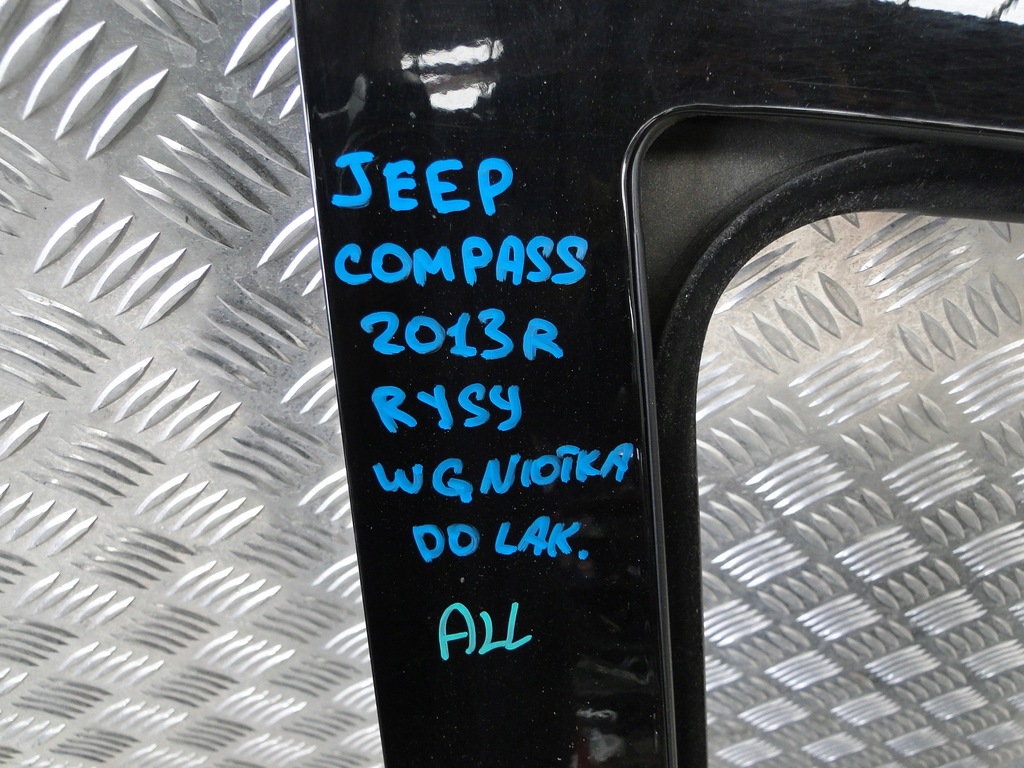 JEEP
COMPASS
2013R
RYSY
WGNIOTKA
DO LAK.
ALL